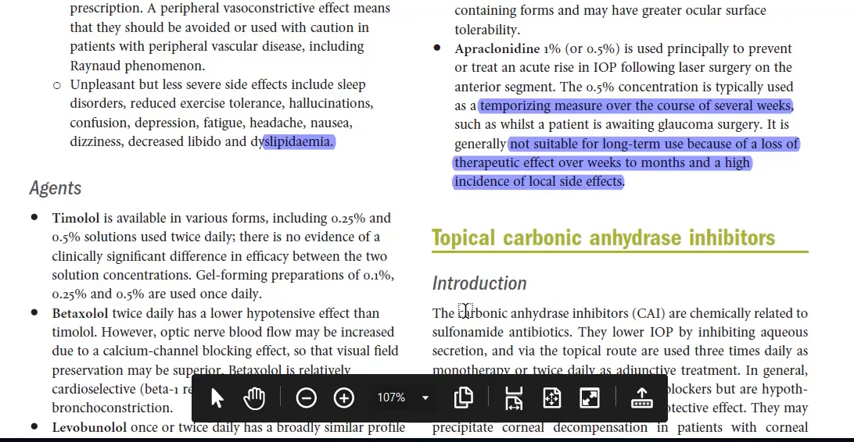 prescription. A peripheral vasoconstrictive effect means
that they should be avoided or used with caution in
patients with peripheral vascular disease, including
Raynaud phenomenon.
○ Unpleasant but less severe side effects include sleep
disorders, reduced exercise tolerance, hallucinations,
confusion, depression, fatigue, headache, nausea,
dizziness, decreased libido and dyslipidaemia.
Agents
● Timolol is available in various forms, including 0.25% and
0.5% solutions used twice daily; there is no evidence of a
clinically significant difference in efficacy between the two
solution concentrations. Gel-forming preparations of 0.1%,
0.25% and 0.5% are used once daily.
● Betaxolol twice daily has a lower hypotensive effect than
timolol. However, optic nerve blood flow may be increased
due to a calcium-channel blocking effect, so that visual field
preservation may be superior. Betaxolol is relatively
cardioselective (beta-1 re
bronchoconstriction.
● Levobunolol once or twice daily has a broadly similar profile
containing forms and may have greater ocular surface
tolerability.
● Apraclonidine 1% (or 0.5%) is used principally to prevent
or treat an acute rise in IOP following laser surgery on the
anterior segment. The 0.5% concentration is typically used
as a temporizing measure over the course of several weeks,
such as whilst a patient is awaiting glaucoma surgery. It is
generally not suitable for long-term use because of a loss of
therapeutic effect over weeks to months and a high
incidence of local side effects.
Topical carbonic anhydrase inhibitors
Introduction
The carbonic anhydrase inhibitors (CAI) are chemically related to
sulfonamide antibiotics. They lower IOP by inhibiting aqueous
secretion, and via the topical route are used three times daily as
monotherapy or twice daily as adjunctive treatment. In general,
blockers but are hypoth-
otective effect. They may
precipitate corneal decompensation in patients with corneal
107%